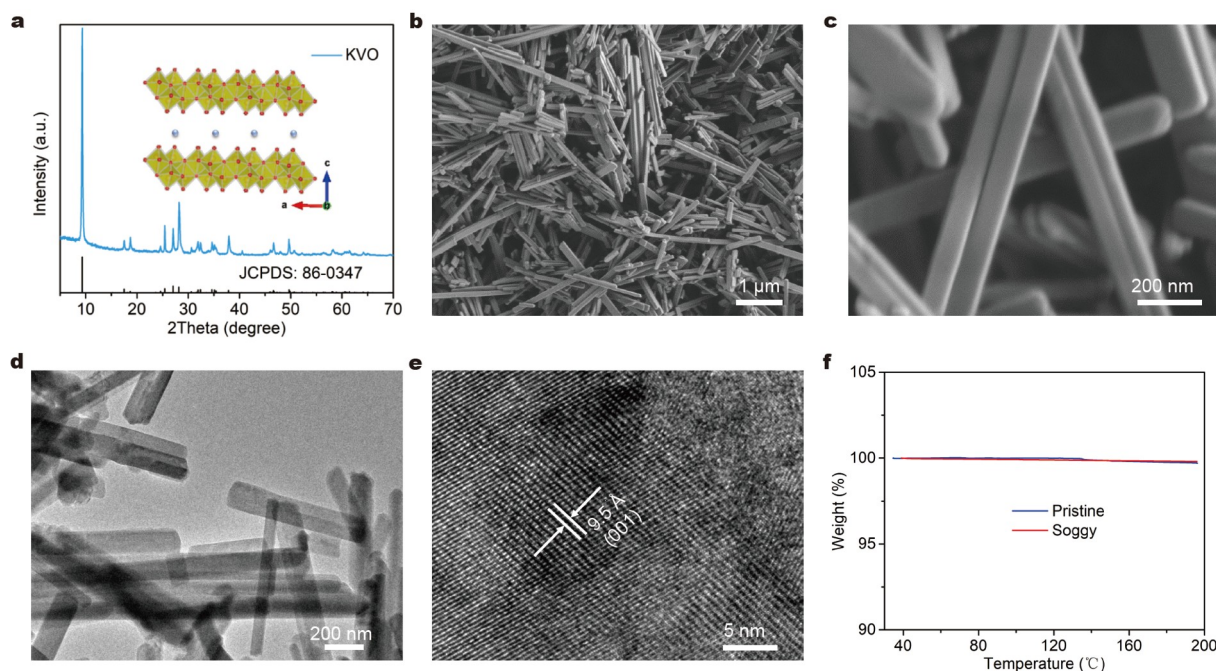 a
KVO
Intensity (a.u.)
c
a
b
JCPDS: 86-0347
5 10 20 30 40 50 60 70
2Theta (degree)
b
1 μm
c
200 nm
d
200 nm
e
9.5 Å
(001)
5 nm
f
105
100
95
90
Weight (%)
Pristine
Soggy
40 80 120 160 200
Temperature (℃)